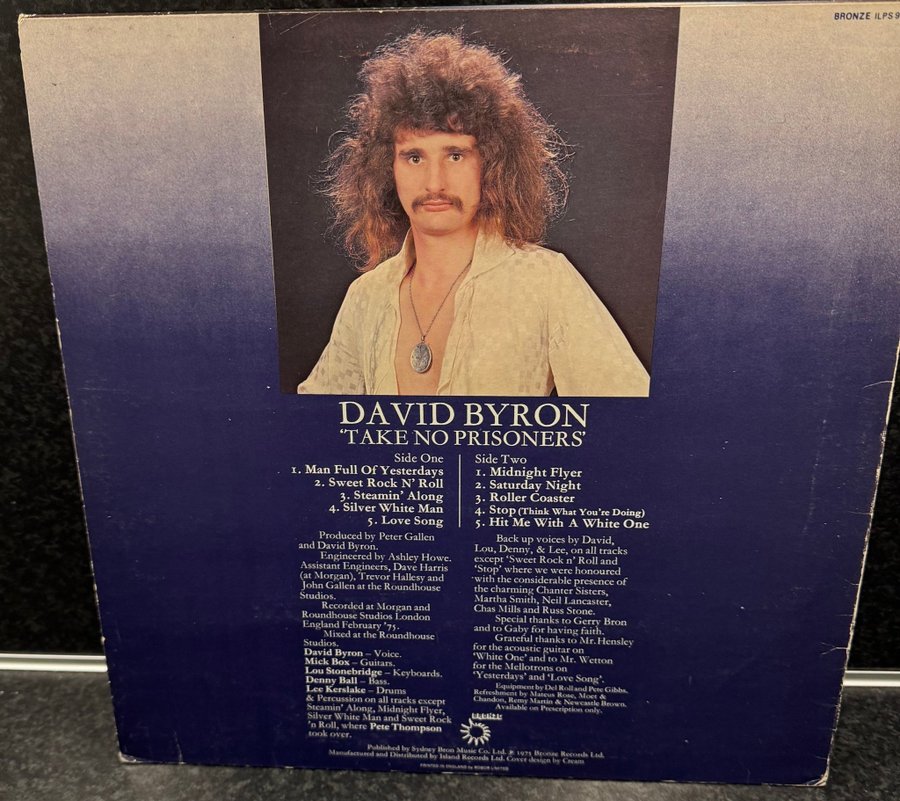 BRONZE ILPS 9
DAVID BYRON
‘TAKE NO PRISONERS’
Side One
1. Man Full Of Yesterdays
2. Sweet Rock N' Roll
3. Steamin' Along
4. Silver White Man
5. Love Song
Produced by Peter Gallen
and David Byron.
Engineered by Ashley Howe.
Assistant Engineers, Dave Harris
(at Morgan), Trevor Hallesy and
John Gallen at the Roundhouse
Studios.
Recorded at Morgan and
Roundhouse Studios London
England February '75.
Mixed at the Roundhouse
Studios.
David Byron – Voice.
Mick Box – Guitars.
Lou Stonebridge – Keyboards.
Denny Ball – Bass.
Lee Kerslake – Drums
& Percussion on all tracks except
Steamin' Along, Midnight Flyer,
Silver White Man and Sweet Rock
'n Roll, where Pete Thompson
took over.
Side Two
1. Midnight Flyer
2. Saturday Night
3. Roller Coaster
4. Stop (Think What You're Doing)
5. Hit Me With A White One
Back up voices by David,
Lou, Denny, & Lee, on all tracks
except ‘Sweet Rock n' Roll and
‘Stop’ where we were honoured
with the considerable presence of
the charming Chanter Sisters,
Martha Smith, Neil Lancaster,
Chas Mills and Russ Stone.
Special thanks to Gerry Bron
and to Gaby for having faith.
Grateful thanks to Mr. Hensley
for the acoustic guitar on
‘White One’ and to Mr. Wetton
for the Mellotrons on
‘Yesterdays’ and ‘Love Song’.
Equipment by Del Roll and Pete Gibbs.
Refreshment by Mateus Rose, Moet &
Chandon, Remy Martin & Newcastle Brown.
Available on Prescription only.
BRONZE
Published by Sydney Bron Music Co. Ltd. ℗ 1975 Bronze Records Ltd.
Manufactured and Distributed by Island Records Ltd. Cover design by Cream
PRINTED IN ENGLAND by ROBOR LIMITED